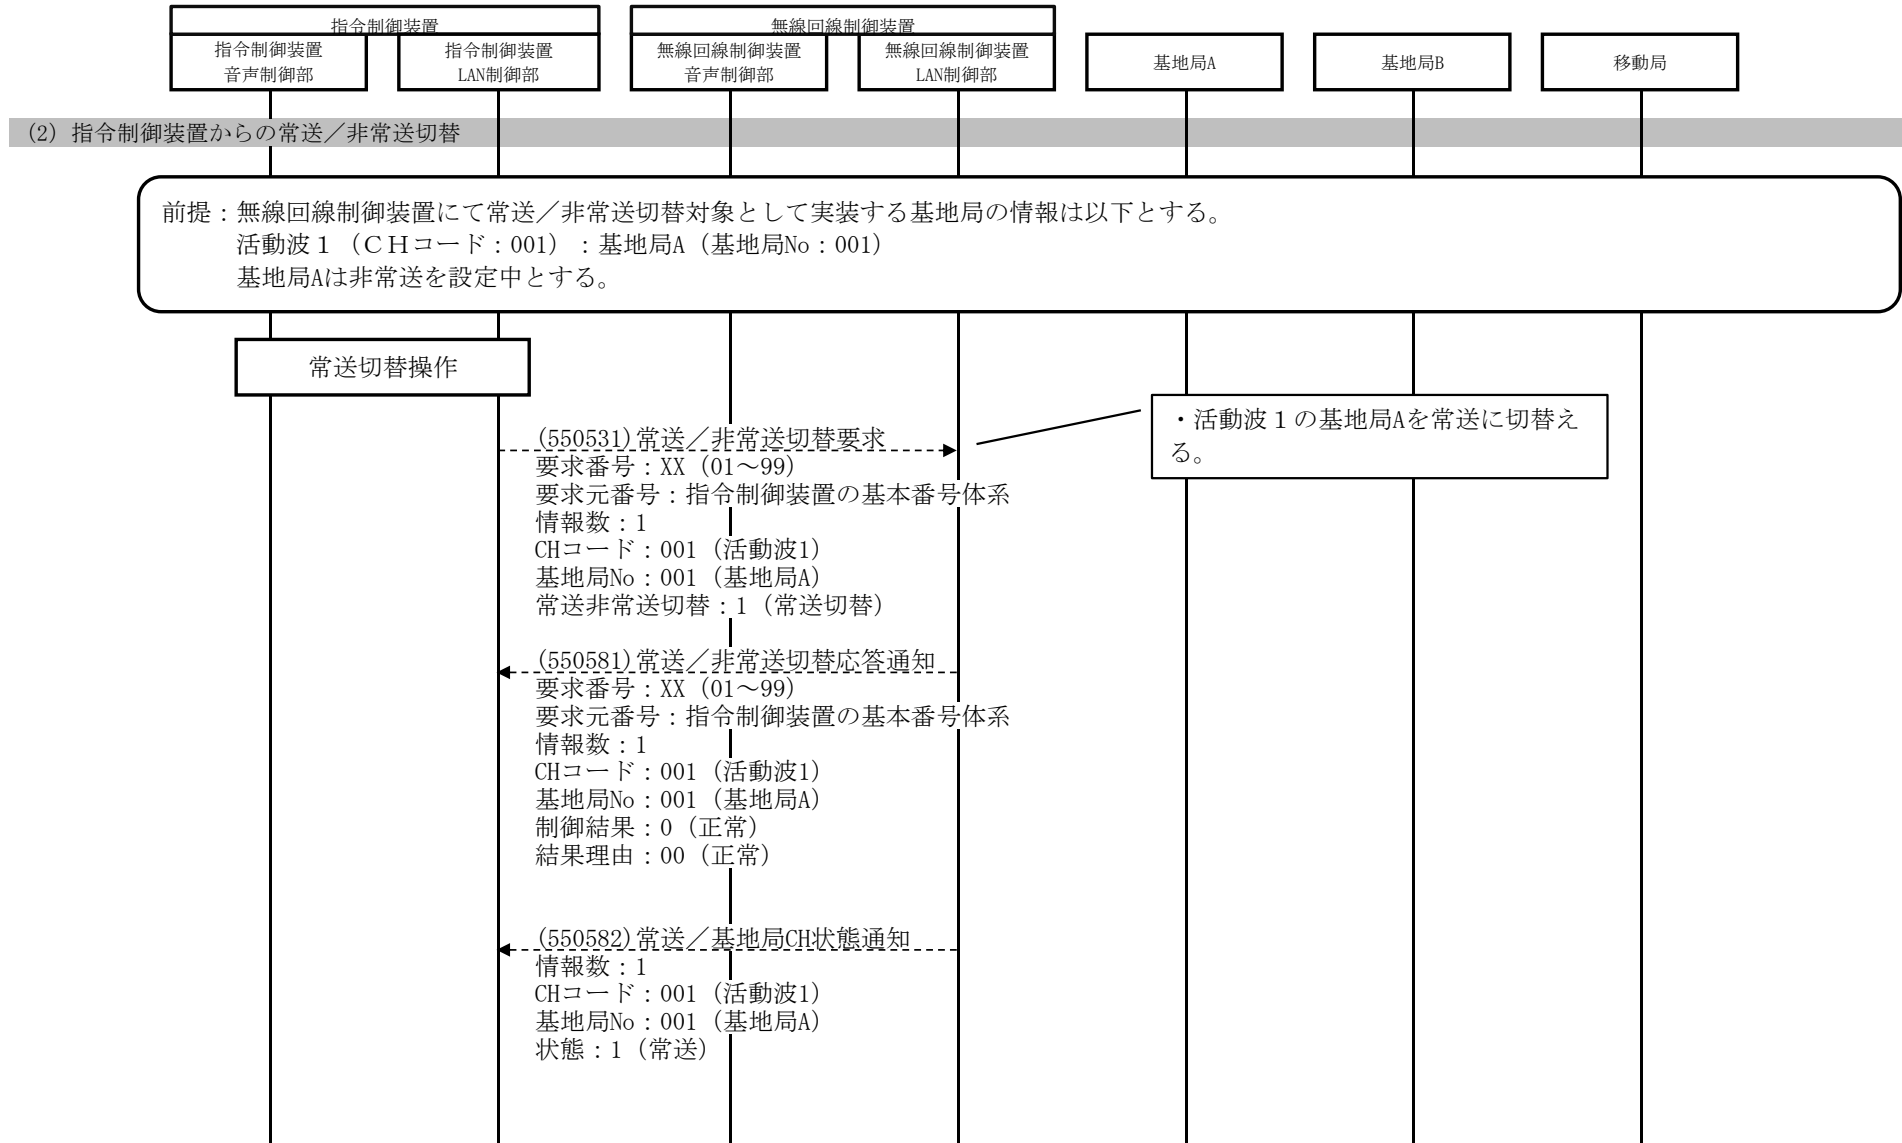 指令制御装置
無線回線制御装置
指令制御装置
音声制御部
指令制御装置
LAN制御部
無線回線制御装置
音声制御部
無線回線制御装置
LAN制御部
基地局A
基地局B
移動局
(2) 指令制御装置からの常送／非常送切替
前提：無線回線制御装置にて常送／非常送切替対象として実装する基地局の情報は以下とする。
活動波１（ＣＨコード：001）：基地局A（基地局No：001）
基地局Aは非常送を設定中とする。
常送切替操作
・活動波１の基地局Aを常送に切替え
る。
(550531)常送／非常送切替要求
要求番号：XX（01～99）
要求元番号：指令制御装置の基本番号体系
情報数：1
CHコード：001（活動波1）
基地局No：001（基地局A）
常送非常送切替：1（常送切替）
(550581)常送／非常送切替応答通知
要求番号：XX（01～99）
要求元番号：指令制御装置の基本番号体系
情報数：1
CHコード：001（活動波1）
基地局No：001（基地局A）
制御結果：0（正常）
結果理由：00（正常）
(550582)常送／基地局CH状態通知
情報数：1
CHコード：001（活動波1）
基地局No：001（基地局A）
状態：1（常送）